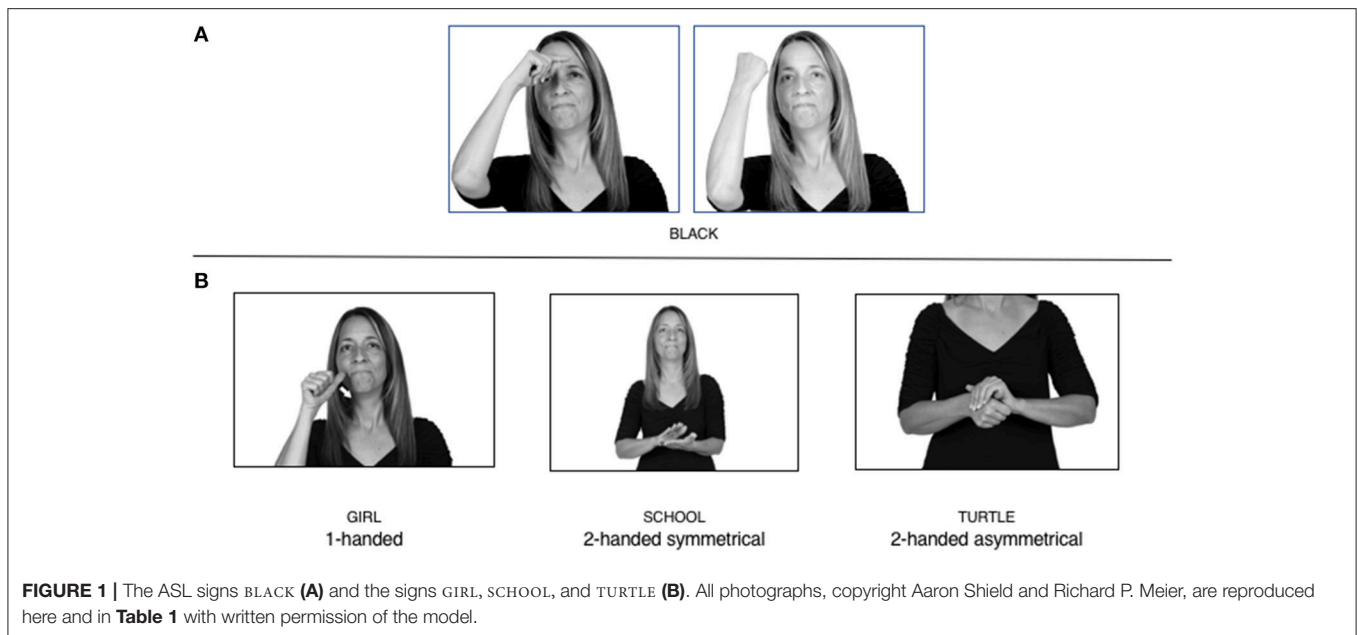 A
BLACK
B
GIRL
1-handed
SCHOOL
2-handed symmetrical
TURTLE
2-handed asymmetrical
FIGURE 1 | The ASL signs BLACK (A) and the signs GIRL, SCHOOL, and TURTLE (B). All photographs, copyright Aaron Shield and Richard P. Meier, are reproduced
here and in Table 1 with written permission of the model.